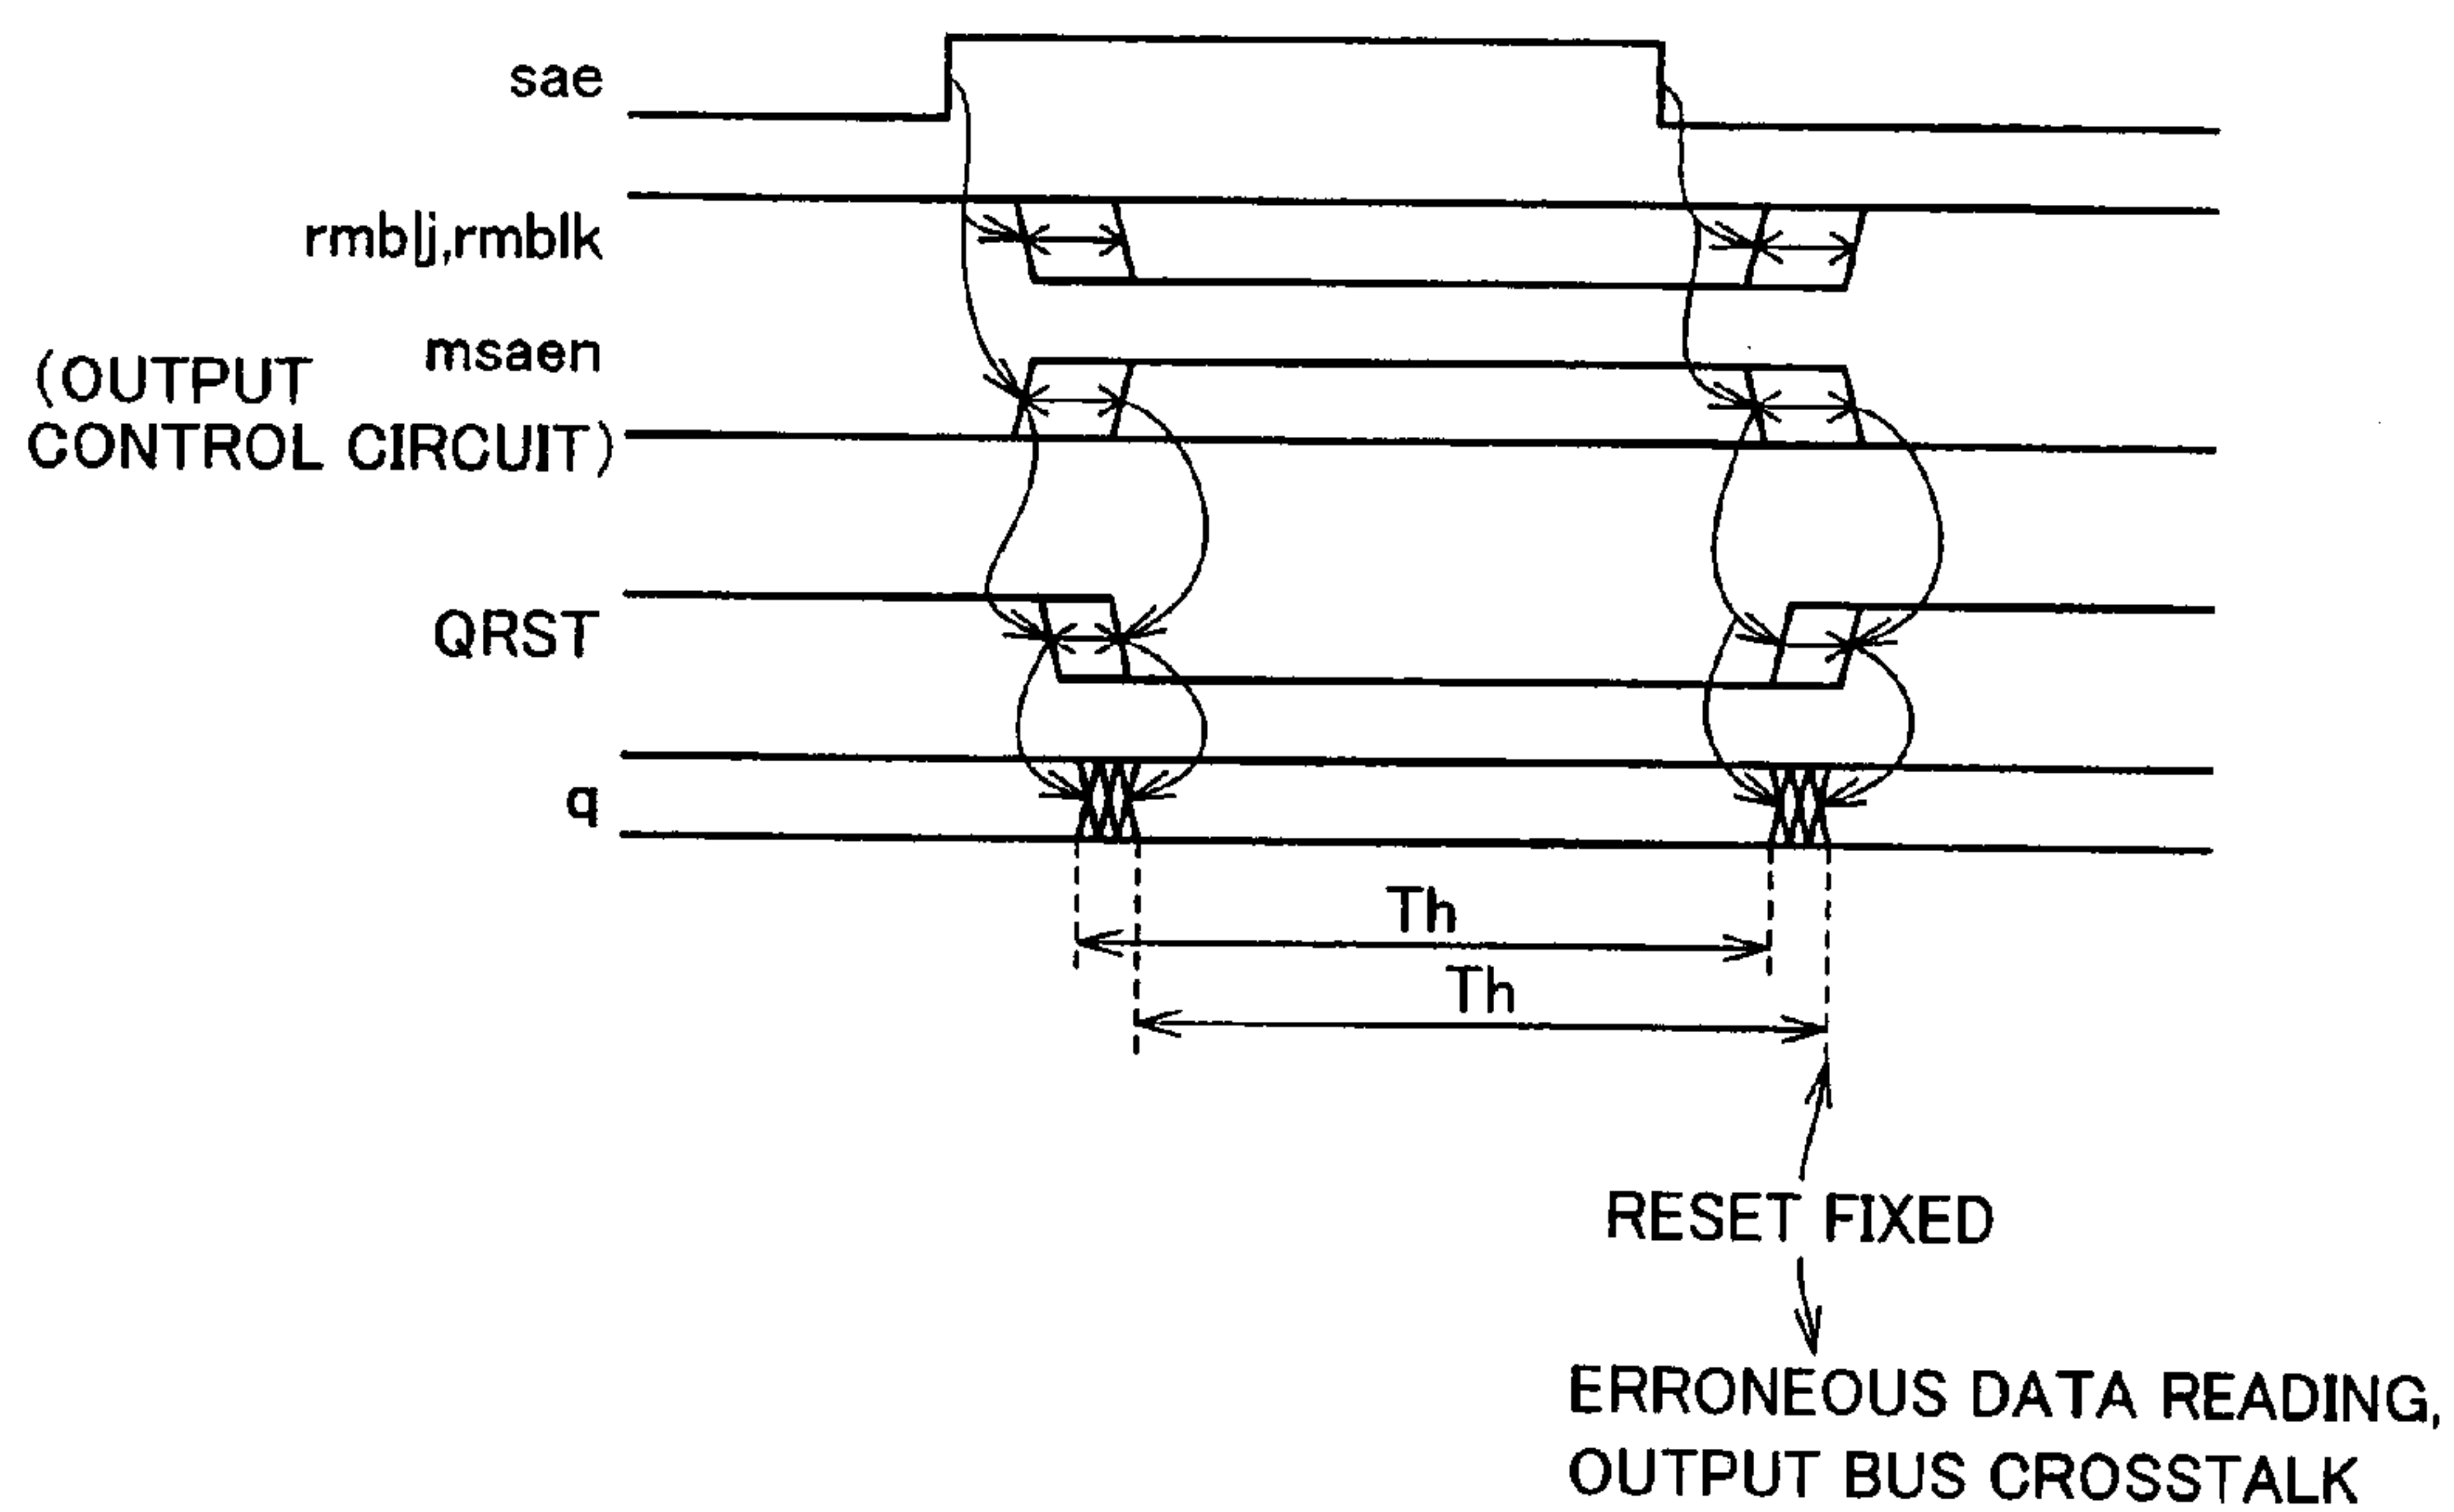 sae
rmblj,rmblk
msaen
(OUTPUT
CONTROL CIRCUIT)
QRST
q
Th
Th
RESET FIXED
ERRONEOUS DATA READING,
OUTPUT BUS CROSSTALK